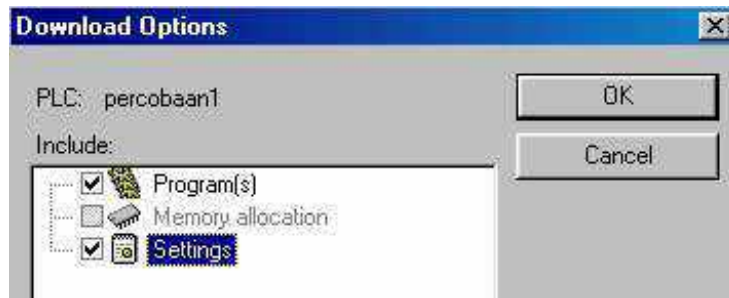 Download Options
PLC: percobaan1
OK
Include:
Cancel
Program(s)
Memory allocation
Settings